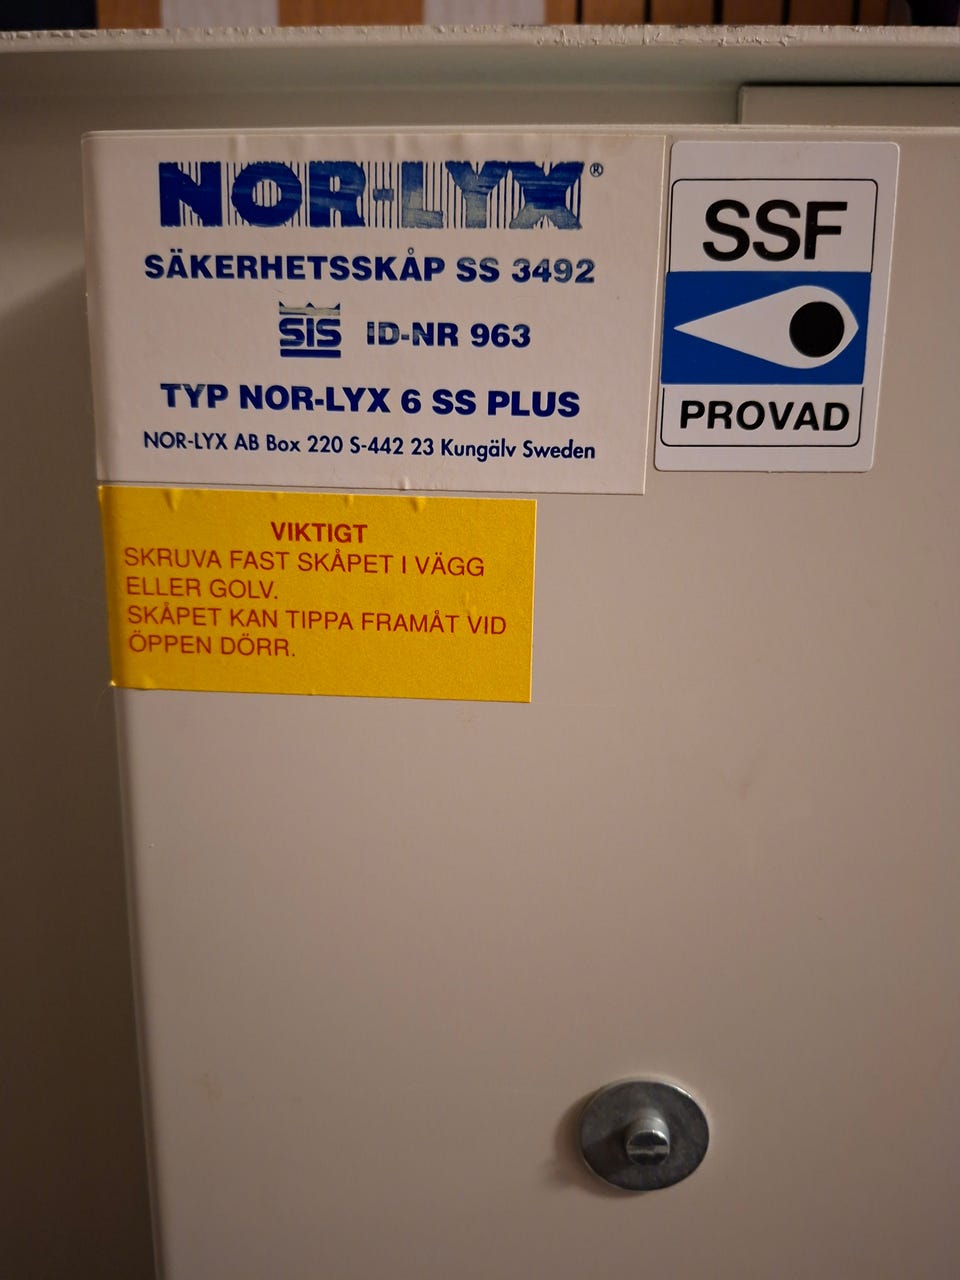 NOR-LYX®
SÄKERHETSSKÅP SS 3492
SIS ID-NR 963
TYP NOR-LYX 6 SS PLUS
NOR-LYX AB Box 220 S-442 23 Kungälv Sweden
SSF
PROVAD
VIKTIGT
SKRUVA FAST SKÅPET I VÄGG
ELLER GOLV.
SKÅPET KAN TIPPA FRAMÅT VID
ÖPPEN DÖRR.